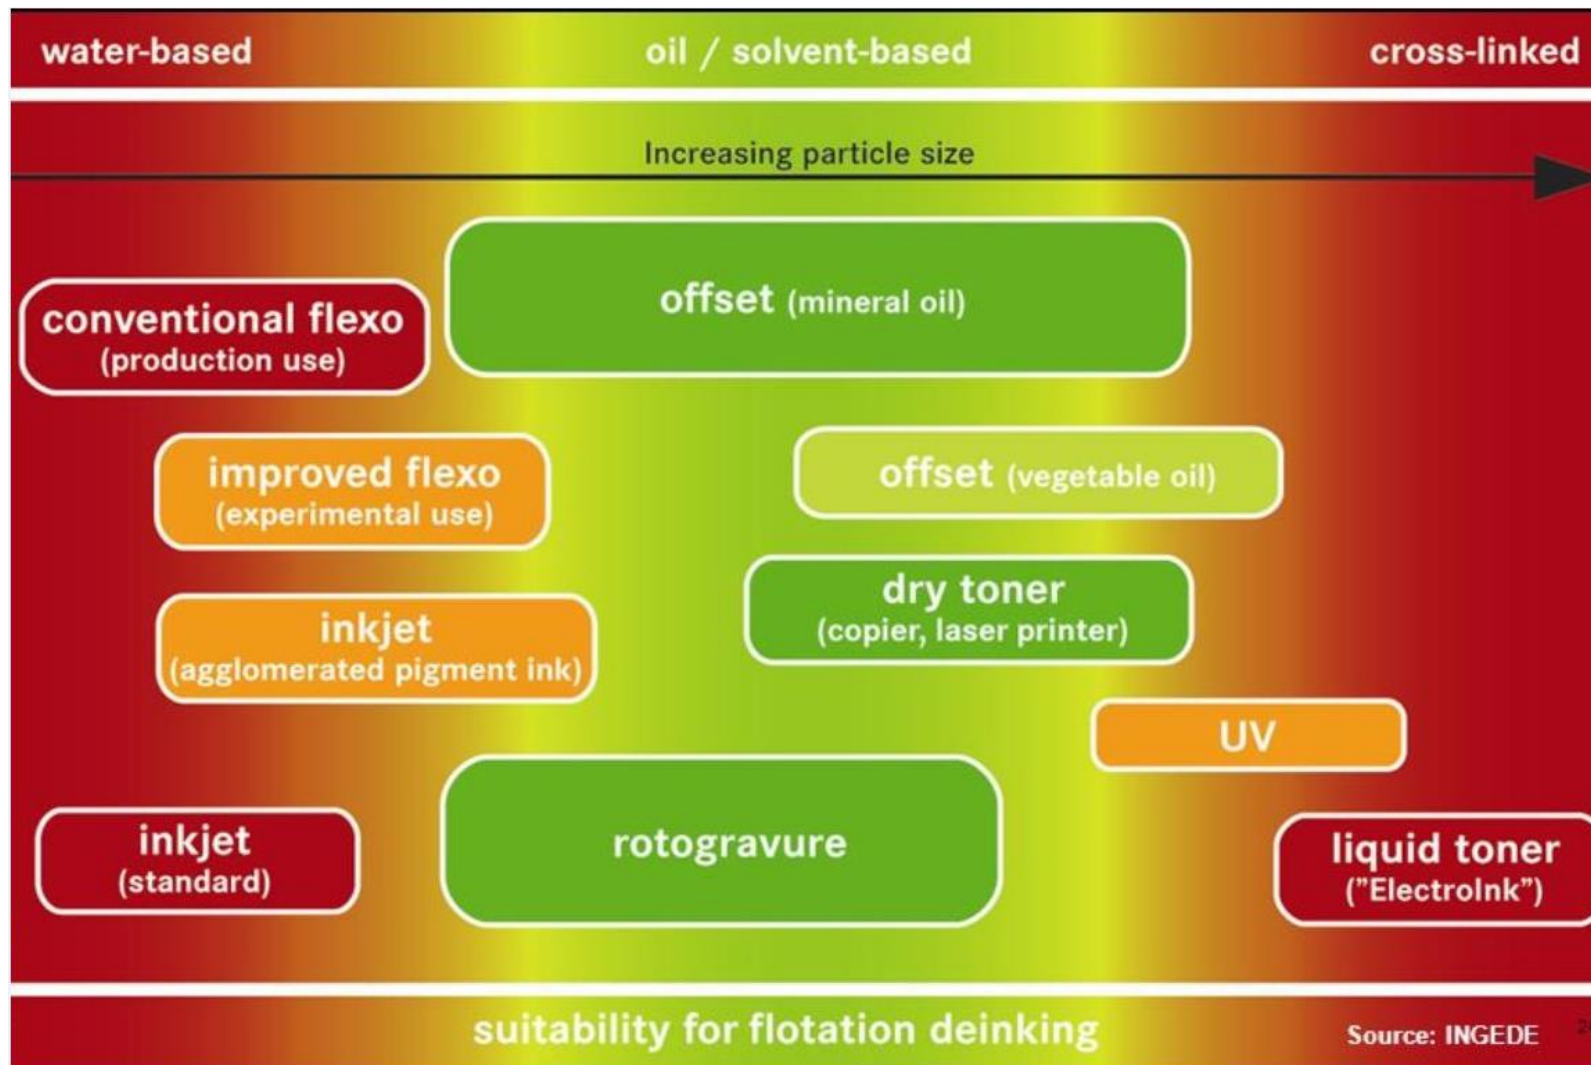 water-based
oil / solvent-based
cross-linked
Increasing particle size
offset (mineral oil)
conventional flexo
(production use)
improved flexo
(experimental use)
offset (vegetable oil)
dry toner
(copier, laser printer)
inkjet
(agglomerated pigment ink)
UV
rotogravure
inkjet
(standard)
liquid toner
("ElectroInk")
suitability for flotation deinking
Source: INGEDE